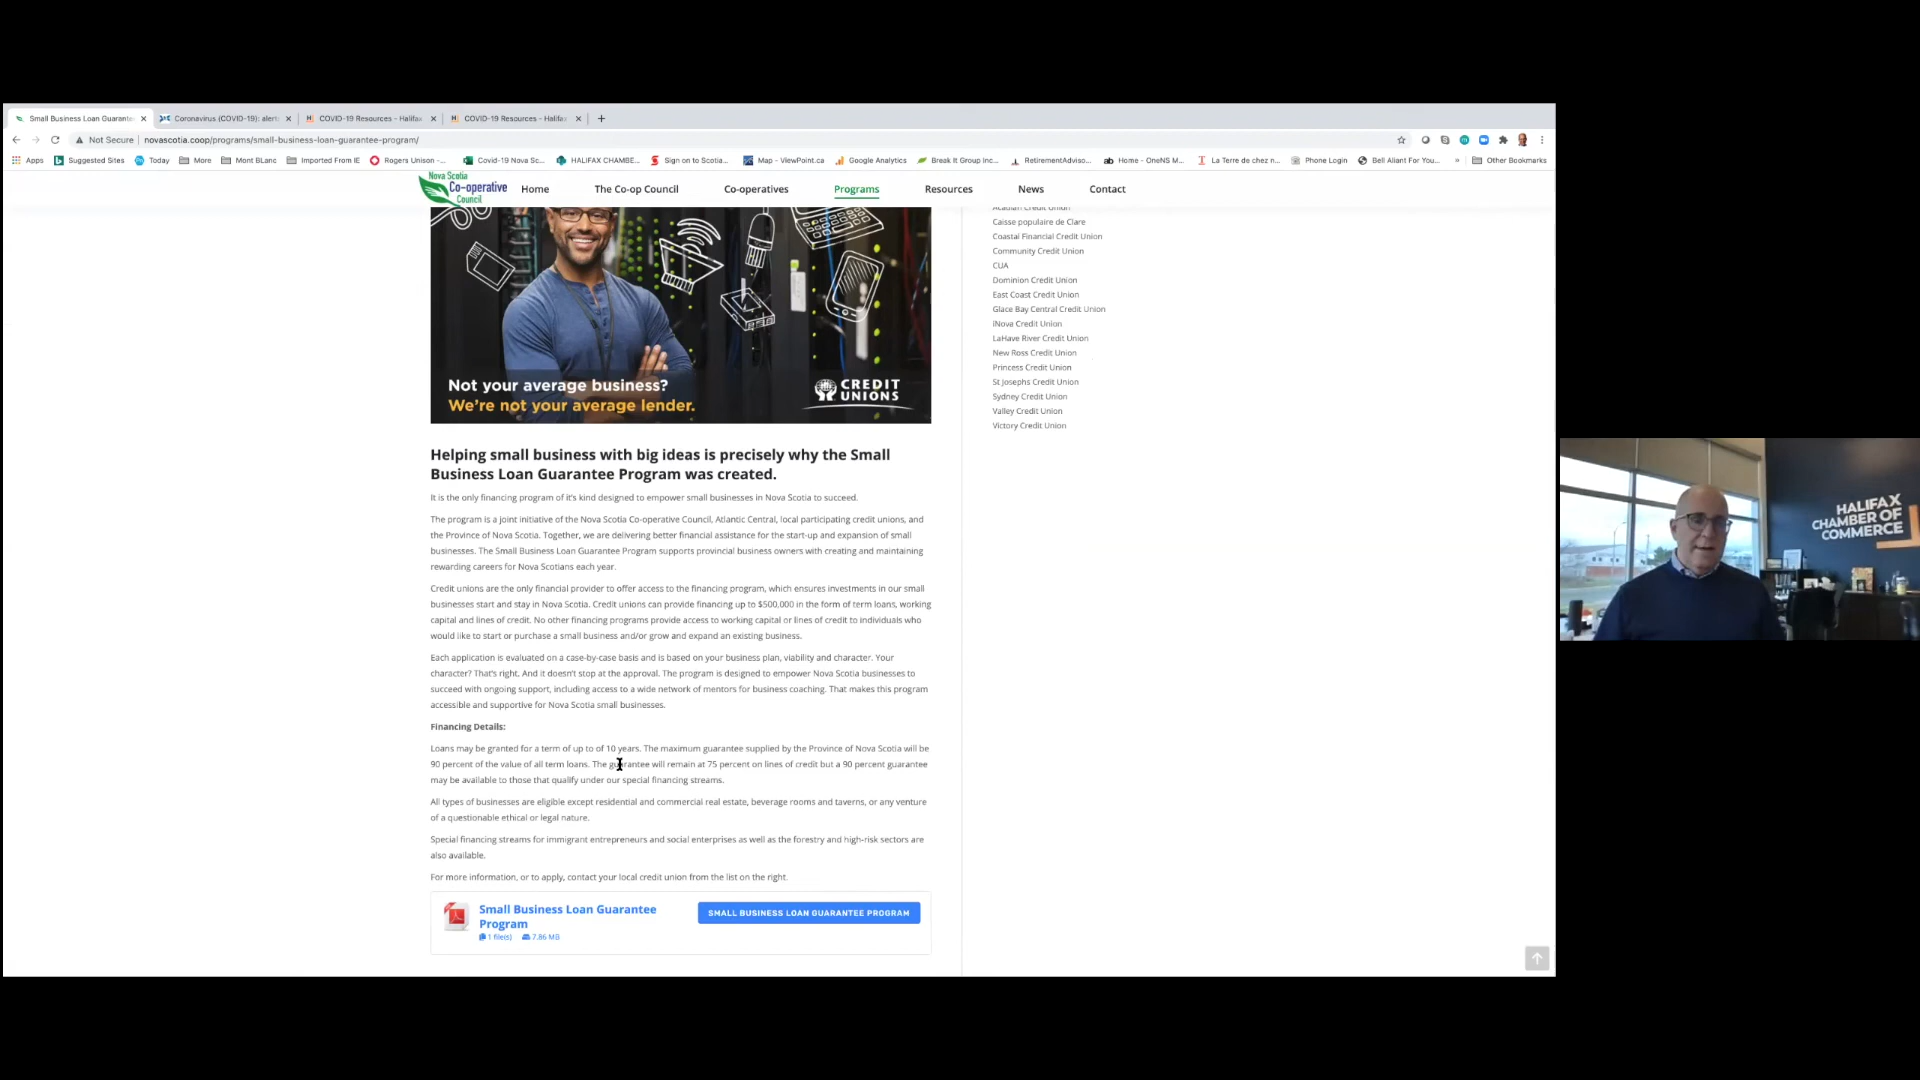 Small Business Loan Guarante
Coronavirus (COVID-19): alert
COVID-19 Resources - Halifax
COVID-19 Resources - Halifax
Not Secure
novascotia.coop/programs/small-business-loan-guarantee-program/
Apps
Suggested Sites
Today
More
Mont BLanc
Imported From IE
Rogers Unison -...
Covid-19 Nova Sc...
HALIFAX CHAMBE...
Sign on to Scotia...
Map - ViewPoint.ca
Google Analytics
Break It Group Inc...
RetirementAdviso...
Home - OneNS M...
La Terre de chez n...
Phone Login
Bell Aliant For You...
»
Other Bookmarks
Nova Scotia
Co-operative
Council
Home
The Co-op Council
Co-operatives
Programs
Resources
News
Contact
Not your average business?
We're not your average lender.
CREDIT
UNIONS
Acadian Credit Union
Caisse populaire de Clare
Coastal Financial Credit Union
Community Credit Union
CUA
Dominion Credit Union
East Coast Credit Union
Glace Bay Central Credit Union
iNova Credit Union
LaHave River Credit Union
New Ross Credit Union
Princess Credit Union
St Josephs Credit Union
Sydney Credit Union
Valley Credit Union
Victory Credit Union
Helping small business with big ideas is precisely why the Small
Business Loan Guarantee Program was created.
It is the only financing program of it's kind designed to empower small businesses in Nova Scotia to succeed.
The program is a joint initiative of the Nova Scotia Co-operative Council, Atlantic Central, local participating credit unions, and
the Province of Nova Scotia. Together, we are delivering better financial assistance for the start-up and expansion of small
businesses. The Small Business Loan Guarantee Program supports provincial business owners with creating and maintaining
rewarding careers for Nova Scotians each year.
Credit unions are the only financial provider to offer access to the financing program, which ensures investments in our small
businesses start and stay in Nova Scotia. Credit unions can provide financing up to $500,000 in the form of term loans, working
capital and lines of credit. No other financing programs provide access to working capital or lines of credit to individuals who
would like to start or purchase a small business and/or grow and expand an existing business.
Each application is evaluated on a case-by-case basis and is based on your business plan, viability and character. Your
character? That's right. And it doesn't stop at the approval. The program is designed to empower Nova Scotia businesses to
succeed with ongoing support, including access to a wide network of mentors for business coaching. That makes this program
accessible and supportive for Nova Scotia small businesses.
Financing Details:
Loans may be granted for a term of up to of 10 years. The maximum guarantee supplied by the Province of Nova Scotia will be
90 percent of the value of all term loans. The guarantee will remain at 75 percent on lines of credit but a 90 percent guarantee
may be available to those that qualify under our special financing streams.
All types of businesses are eligible except residential and commercial real estate, beverage rooms and taverns, or any venture
of a questionable ethical or legal nature.
Special financing streams for immigrant entrepreneurs and social enterprises as well as the forestry and high-risk sectors are
also available.
For more information, or to apply, contact your local credit union from the list on the right.
Small Business Loan Guarantee
Program
1 file(s) 7.86 MB
SMALL BUSINESS LOAN GUARANTEE PROGRAM
HALIFAX
CHAMBER OF
COMMERCE